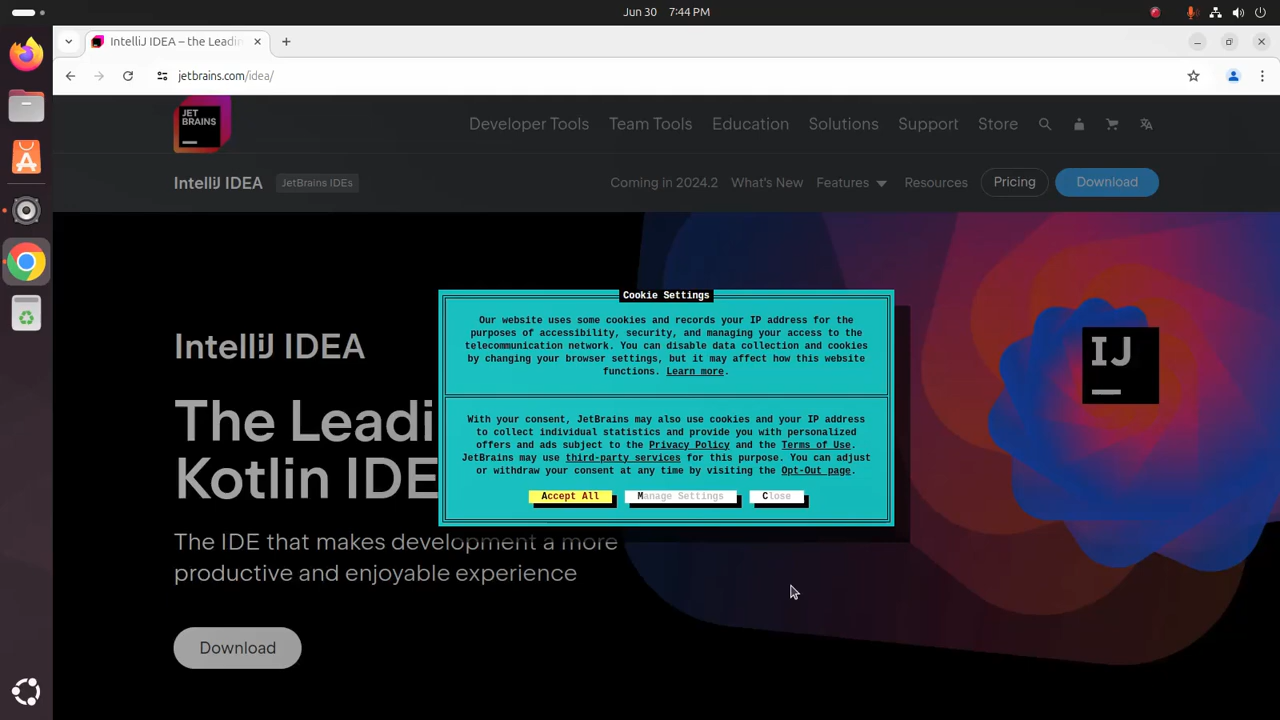 Jun 30 7:44 PM
IntelliJ IDEA – the Leadin
jetbrains.com/idea/
JET
BRAINS
Developer Tools Team Tools Education Solutions Support Store
IntelliJ IDEA JetBrains IDEs Coming in 2024.2 What's New Features Resources Pricing Download
Cookie Settings
Our website uses some cookies and records your IP address for the
purposes of accessibility, security, and managing your access to the
telecommunication network. You can disable data collection and cookies
by changing your browser settings, but it may affect how this website
functions. Learn more.
With your consent, JetBrains may also use cookies and your IP address
to collect individual statistics and provide you with personalized
offers and ads subject to the Privacy Policy and the Terms of Use.
JetBrains may use third-party services for this purpose. You can adjust
or withdraw your consent at any time by visiting the Opt-Out page.
Accept All Manage Settings Close
IntelliJ IDEA
The Leadi
Kotlin IDE
The IDE that makes development a more
productive and enjoyable experience
Download
IJ